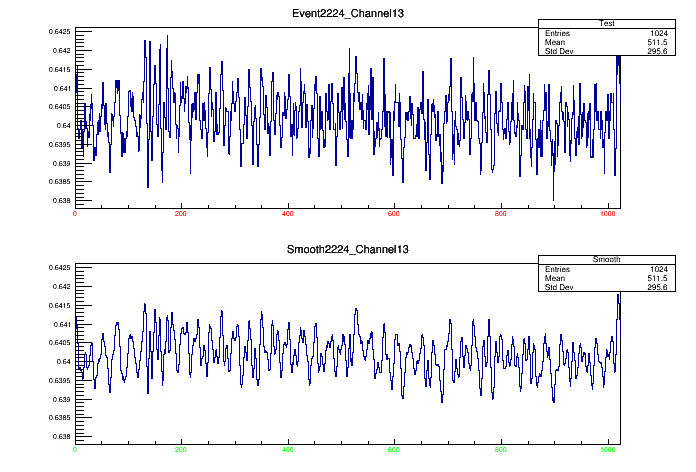 Event2224_Channel13
Test
Entries 1024
Mean 511.5
Std Dev 295.6
0.6425
0.642
0.6415
0.641
0.6405
0.64
0.6395
0.639
0.6385
0.638
0 200 400 600 800 1000
Smooth2224_Channel13
Smooth
Entries 1024
Mean 511.5
Std Dev 295.6
0.6425
0.642
0.6415
0.641
0.6405
0.64
0.6395
0.639
0.6385
0.638
0 200 400 600 800 1000